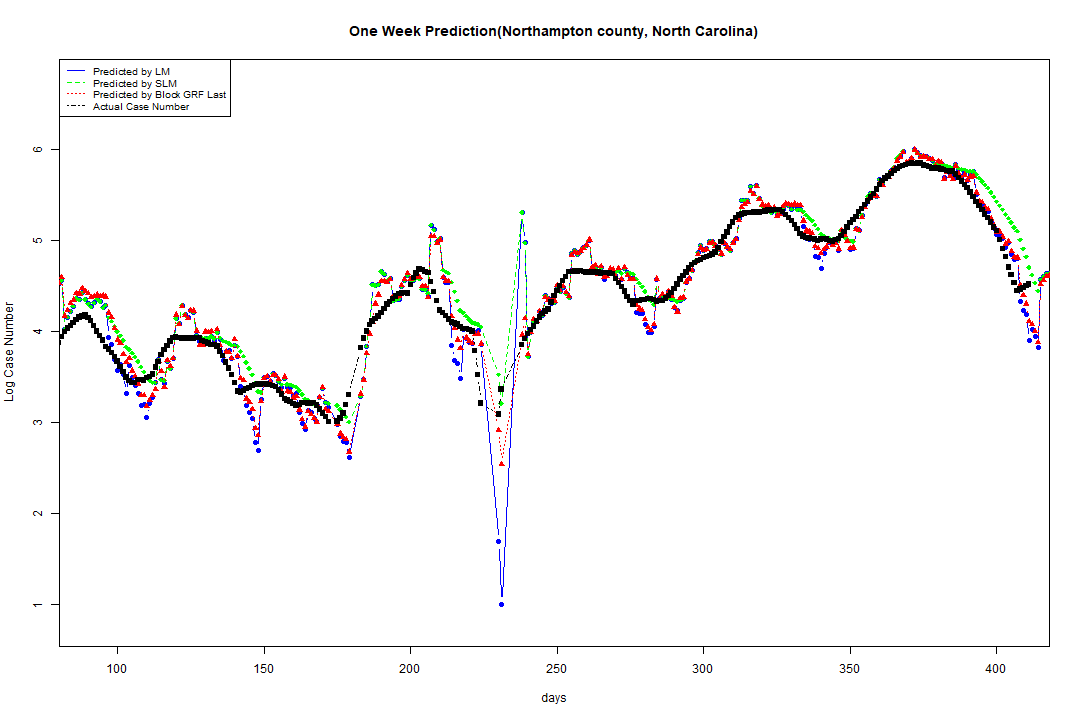 One Week Prediction(Northampton county, North Carolina)
Predicted by LM
Predicted by SLM
Predicted by Block GRF Last
Actual Case Number
6
5
4
3
2
1
Log Case Number
100 150 200 250 300 350 400
days